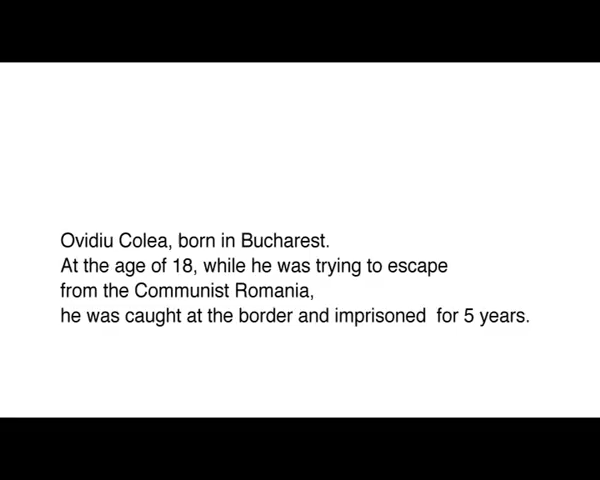 Ovidiu Colea, born in Bucharest.
At the age of 18, while he was trying to escape
from the Communist Romania,
he was caught at the border and imprisoned  for 5 years.